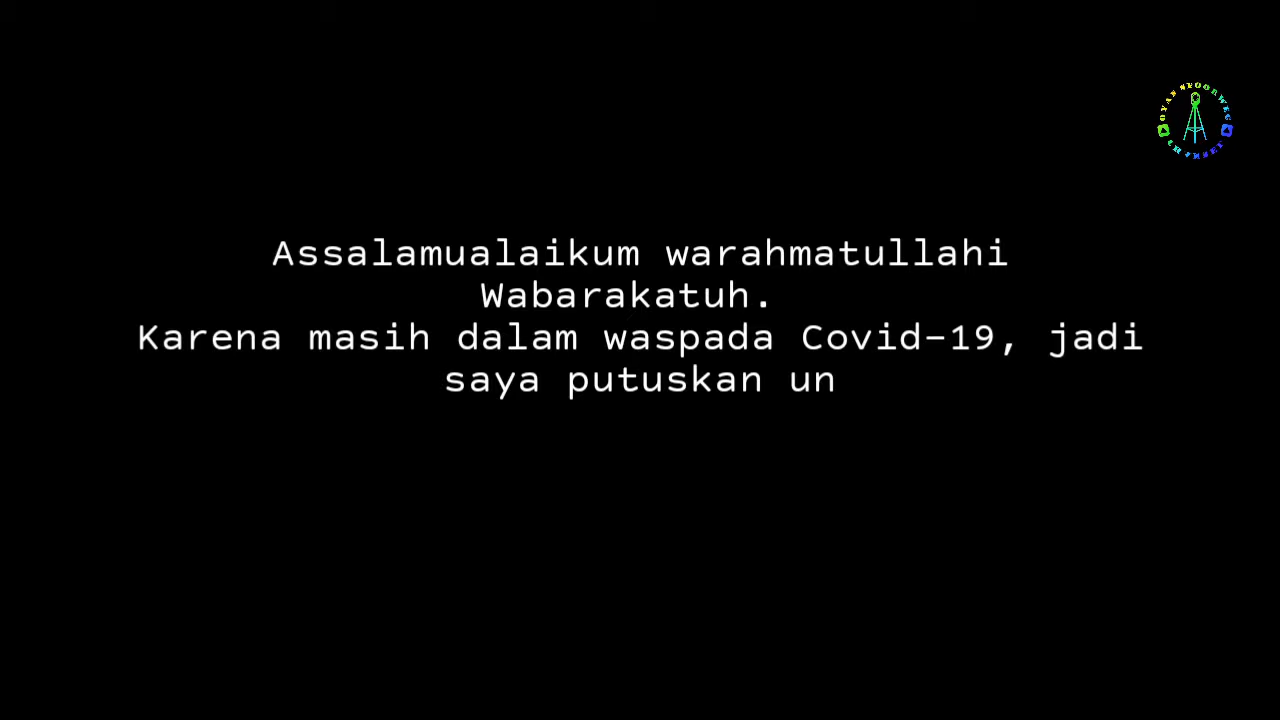 Assalamualaikum warahmatullahi
Wabarakatuh.
Karena masih dalam waspada Covid-19, jadi
saya putuskan un